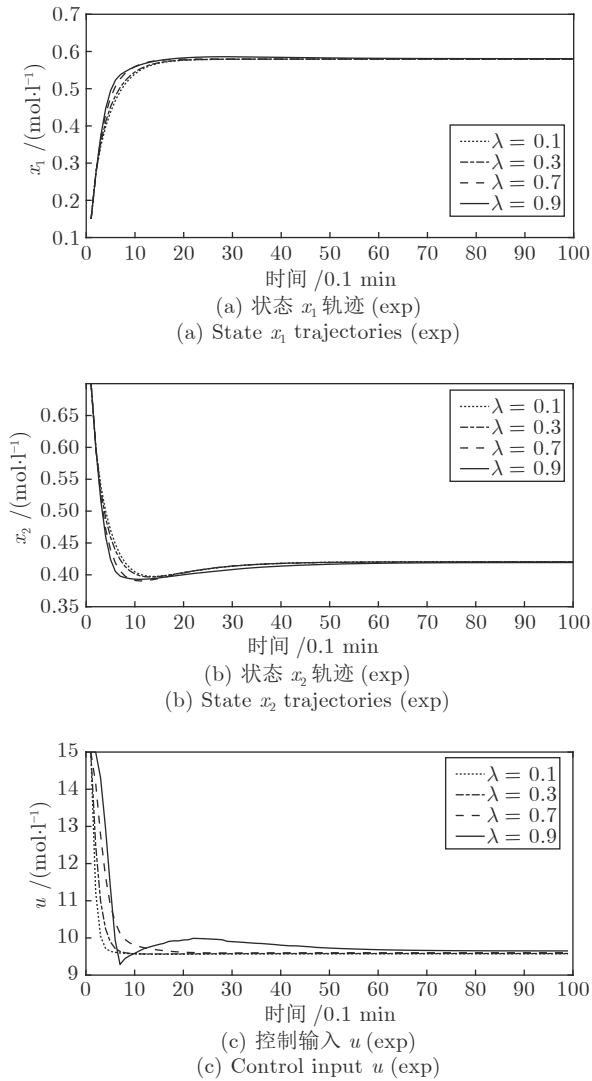 0.7
0.6
0.5
0.4
0.3
0.2
0.1
x₁ /(mol·l⁻¹)
λ = 0.1
λ = 0.3
λ = 0.7
λ = 0.9
0 10 20 30 40 50 60 70 80 90 100
时间 /0.1 min
(a) 状态 x₁ 轨迹 (exp)
(a) State x₁ trajectories (exp)
0.65
0.60
0.55
0.50
0.45
0.40
0.35
x₂ /(mol·l⁻¹)
λ = 0.1
λ = 0.3
λ = 0.7
λ = 0.9
0 10 20 30 40 50 60 70 80 90 100
时间 /0.1 min
(b) 状态 x₂ 轨迹 (exp)
(b) State x₂ trajectories (exp)
15
14
13
12
11
10
9
u /(mol·l⁻¹)
λ = 0.1
λ = 0.3
λ = 0.7
λ = 0.9
0 10 20 30 40 50 60 70 80 90 100
时间 /0.1 min
(c) 控制输入 u (exp)
(c) Control input u (exp)